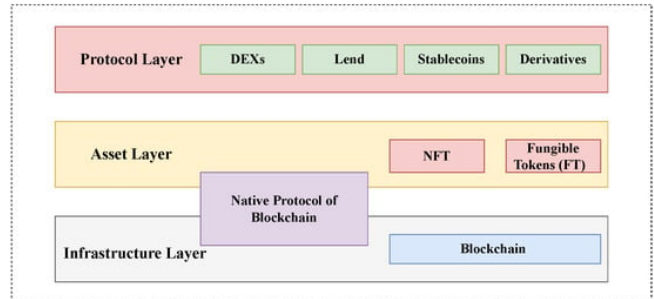 Protocol Layer
DEXs
Lend
Stablecoins
Derivatives
Asset Layer
NFT
Fungible
Tokens (FT)
Native Protocol of
Blockchain
Infrastructure Layer
Blockchain